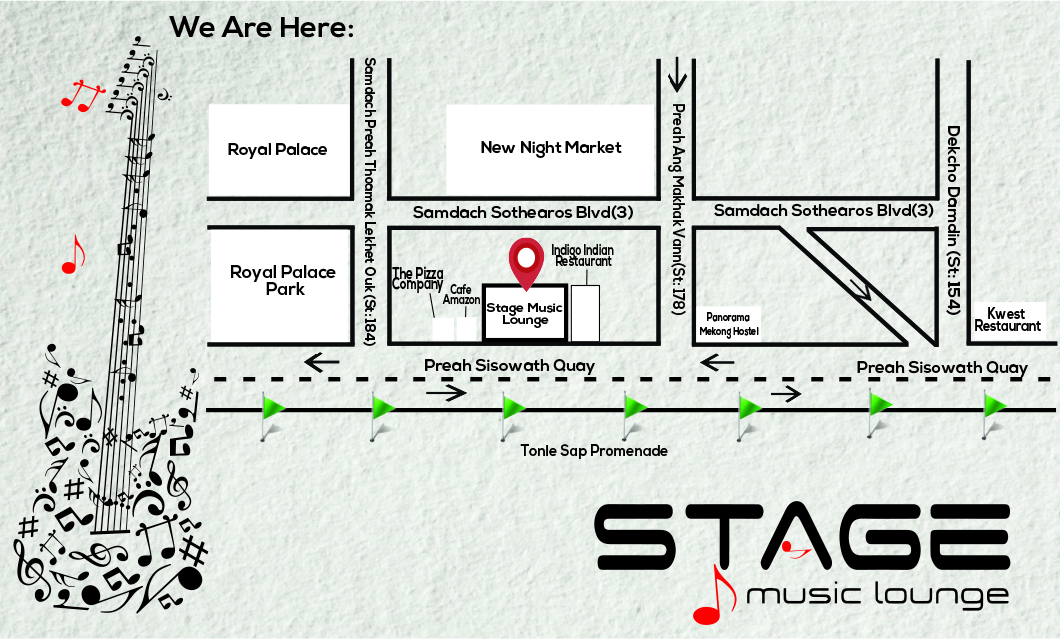 We Are Here:
Samdach Preah Thoamak Lekhet Ouk (St:184)
Preah Ang Makhak Vann(St:178)
Dekcho Damdin (St:154)
Royal Palace
New Night Market
Samdach Sothearos Blvd(3)
Samdach Sothearos Blvd(3)
Royal Palace
Park
The Pizza
Company
Cafe
Amazon
Stage Music
Lounge
Indigo Indian
Restaurant
Panorama
Mekong Hostel
Kwest
Restaurant
Preah Sisowath Quay
Preah Sisowath Quay
Tonle Sap Promenade
STAGE
music lounge